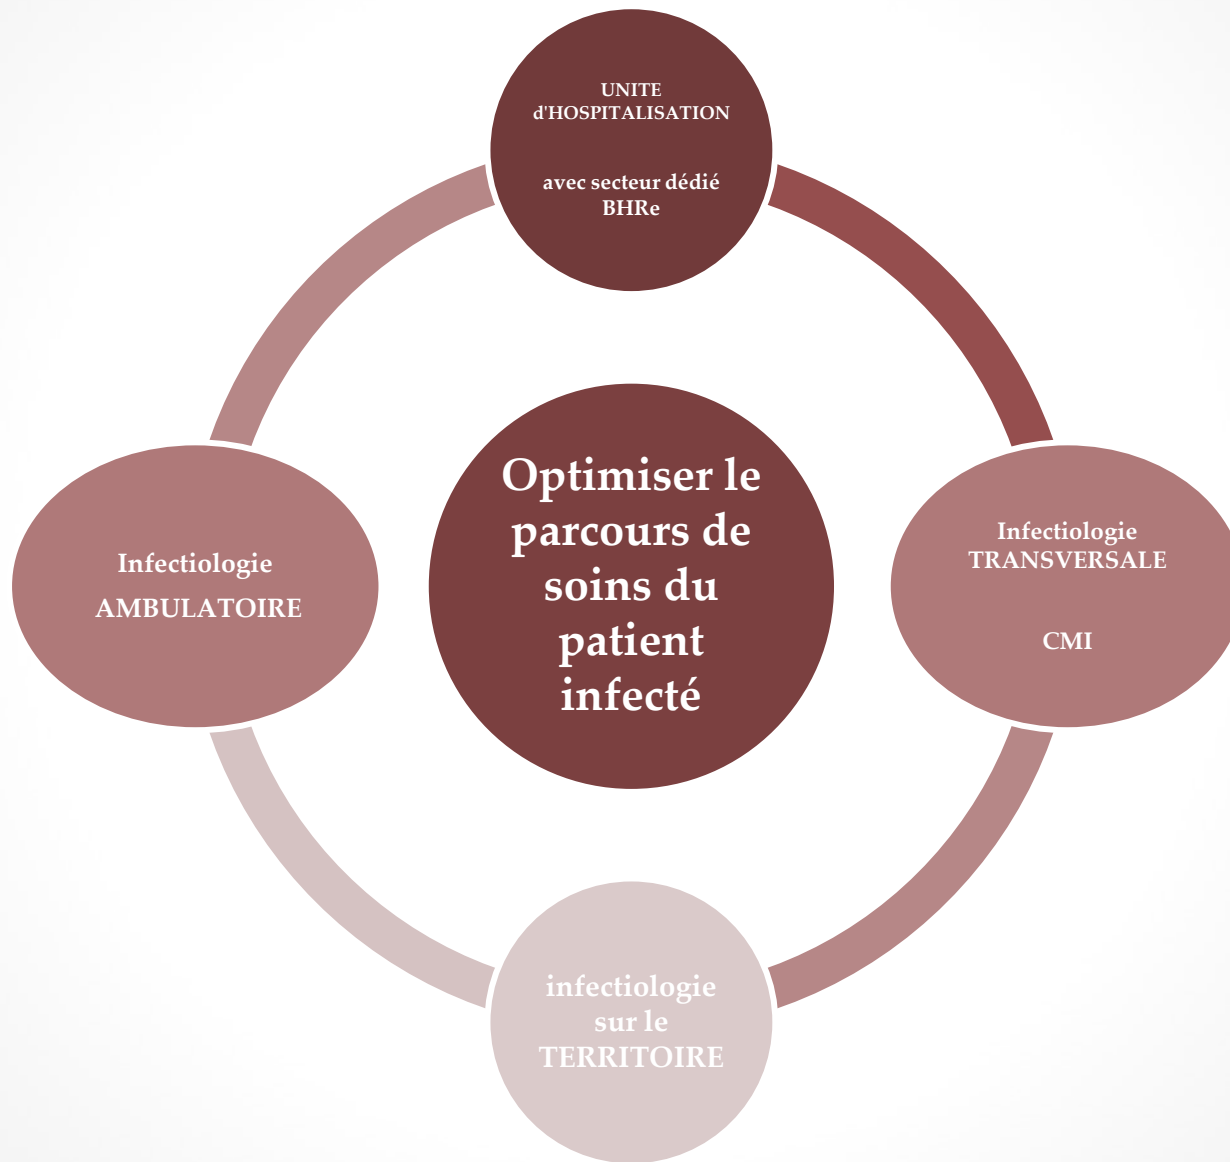 UNITE
d'HOSPITALISATION
avec secteur dédié
BHRe
Infectiologie
AMBULATOIRE
Optimiser le
parcours de
soins du
patient
infecté
Infectiologie
TRANSVERSALE
CMI
infectiologie
sur le
TERRITOIRE